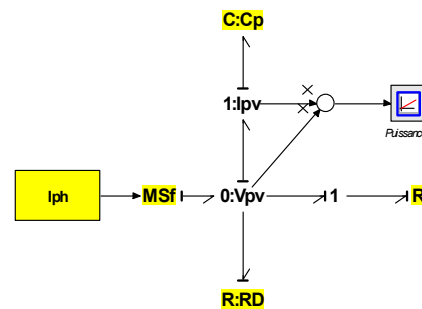 C:Cp
1:Ipv
Puissanc
Iph
MSf
0:Vpv
1
R
R:RD